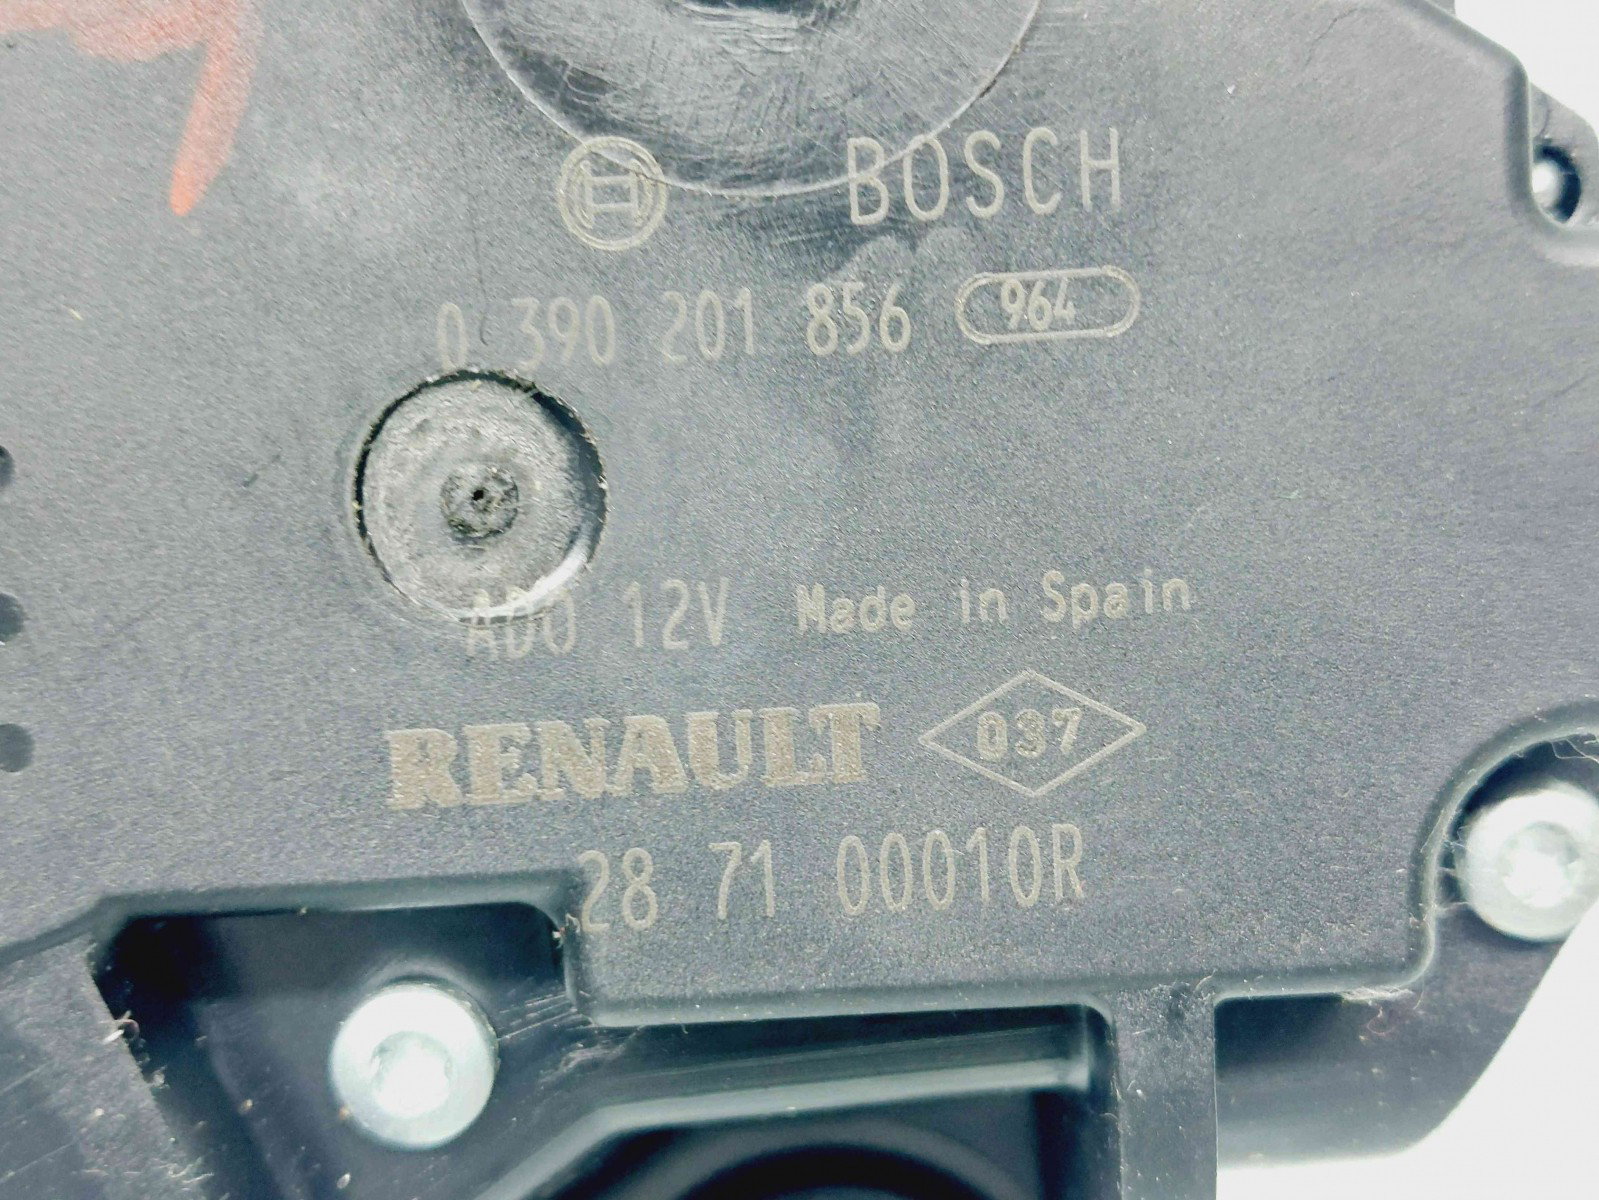 BOSCH
0 390 201 856 964
ADO 12V Made in Spain
RENAULT 037
28 71 00010R